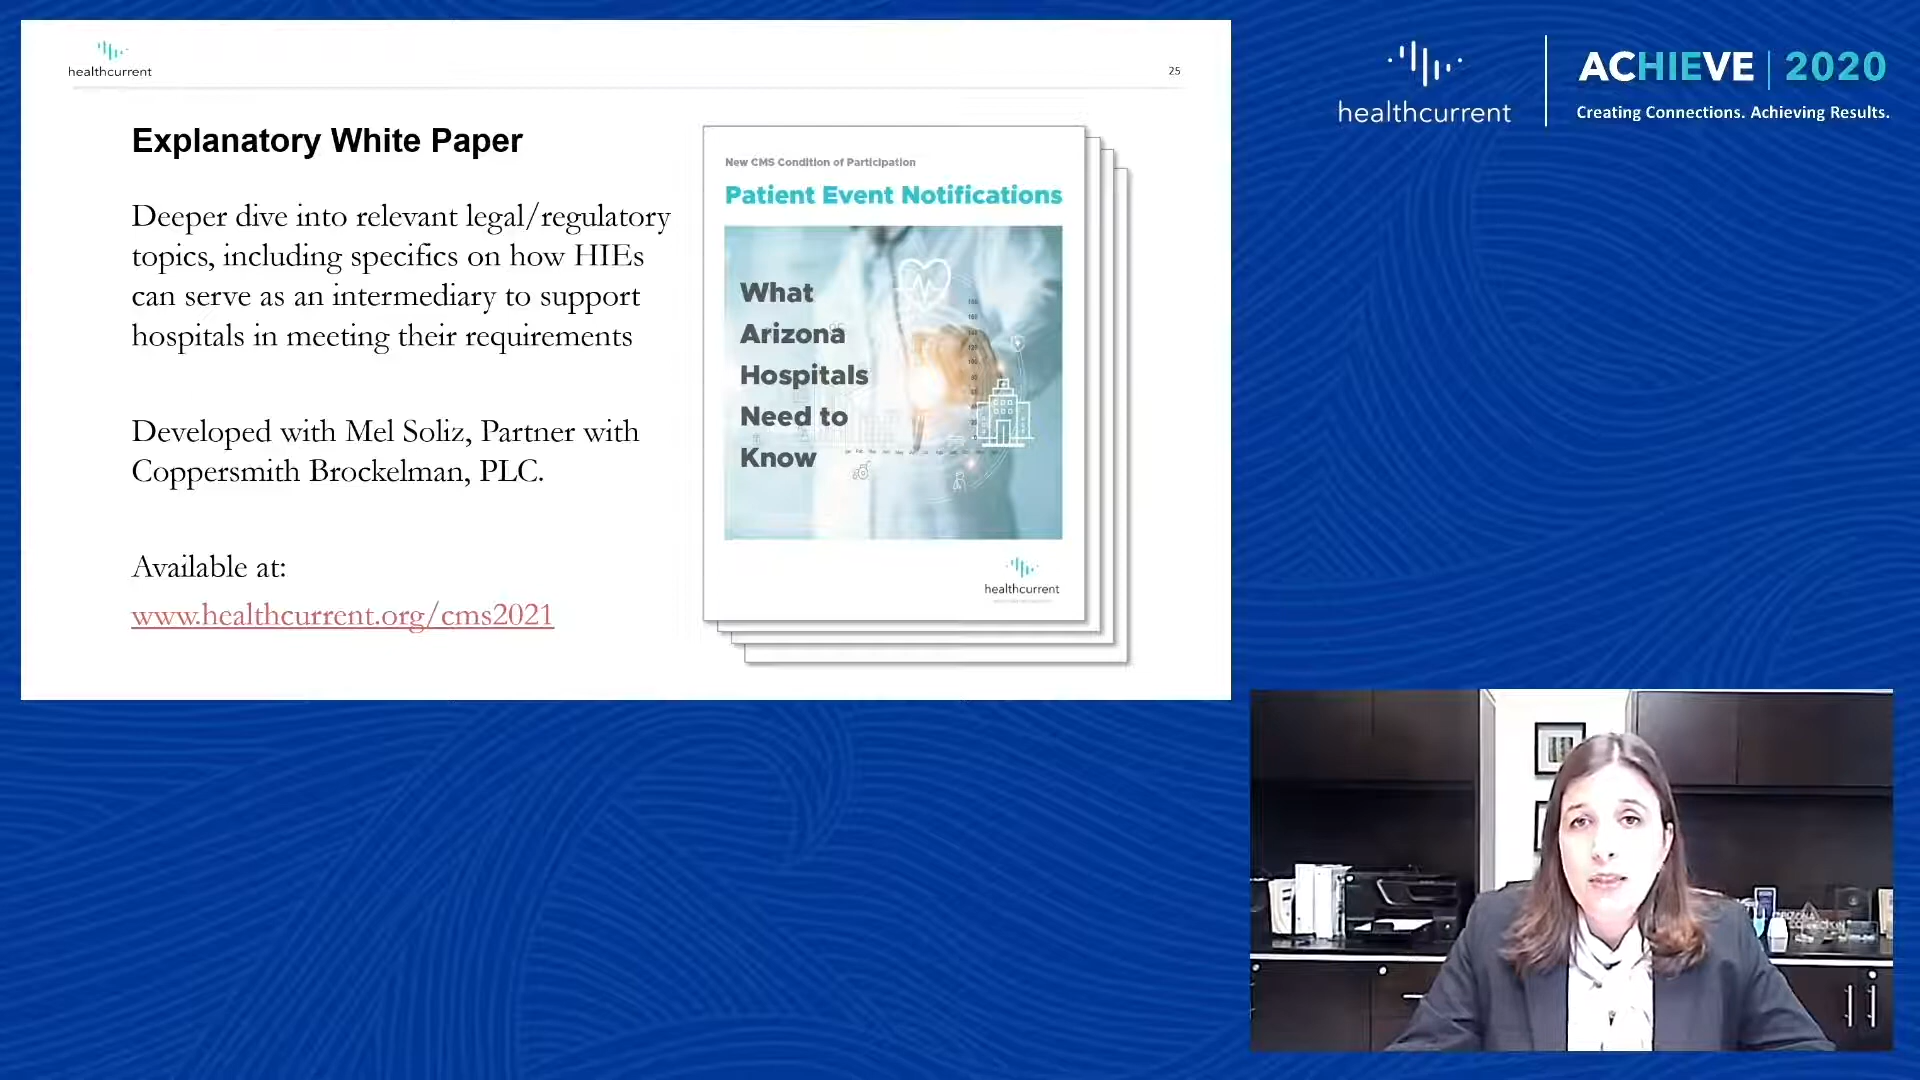 healthcurrent
25
Explanatory White Paper
Deeper dive into relevant legal/regulatory
topics, including specifics on how HIEs
can serve as an intermediary to support
hospitals in meeting their requirements
Developed with Mel Soliz, Partner with
Coppersmith Brockelman, PLC.
Available at:
www.healthcurrent.org/cms2021
New CMS Condition of Participation
Patient Event Notifications
What
Arizona
Hospitals
Need to
Know
healthcurrent
healthcurrent
ACHIEVE | 2020
Creating Connections. Achieving Results.